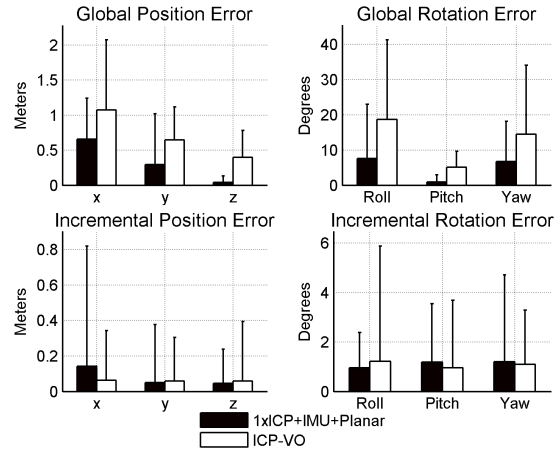 Global Position Error
Meters
2
1.5
1
0.5
0
x y z
Global Rotation Error
Degrees
40
30
20
10
0
Roll Pitch Yaw
Incremental Position Error
Meters
0.8
0.6
0.4
0.2
0
x y z
Incremental Rotation Error
Degrees
6
4
2
0
Roll Pitch Yaw
1xICP+IMU+Planar
ICP-VO